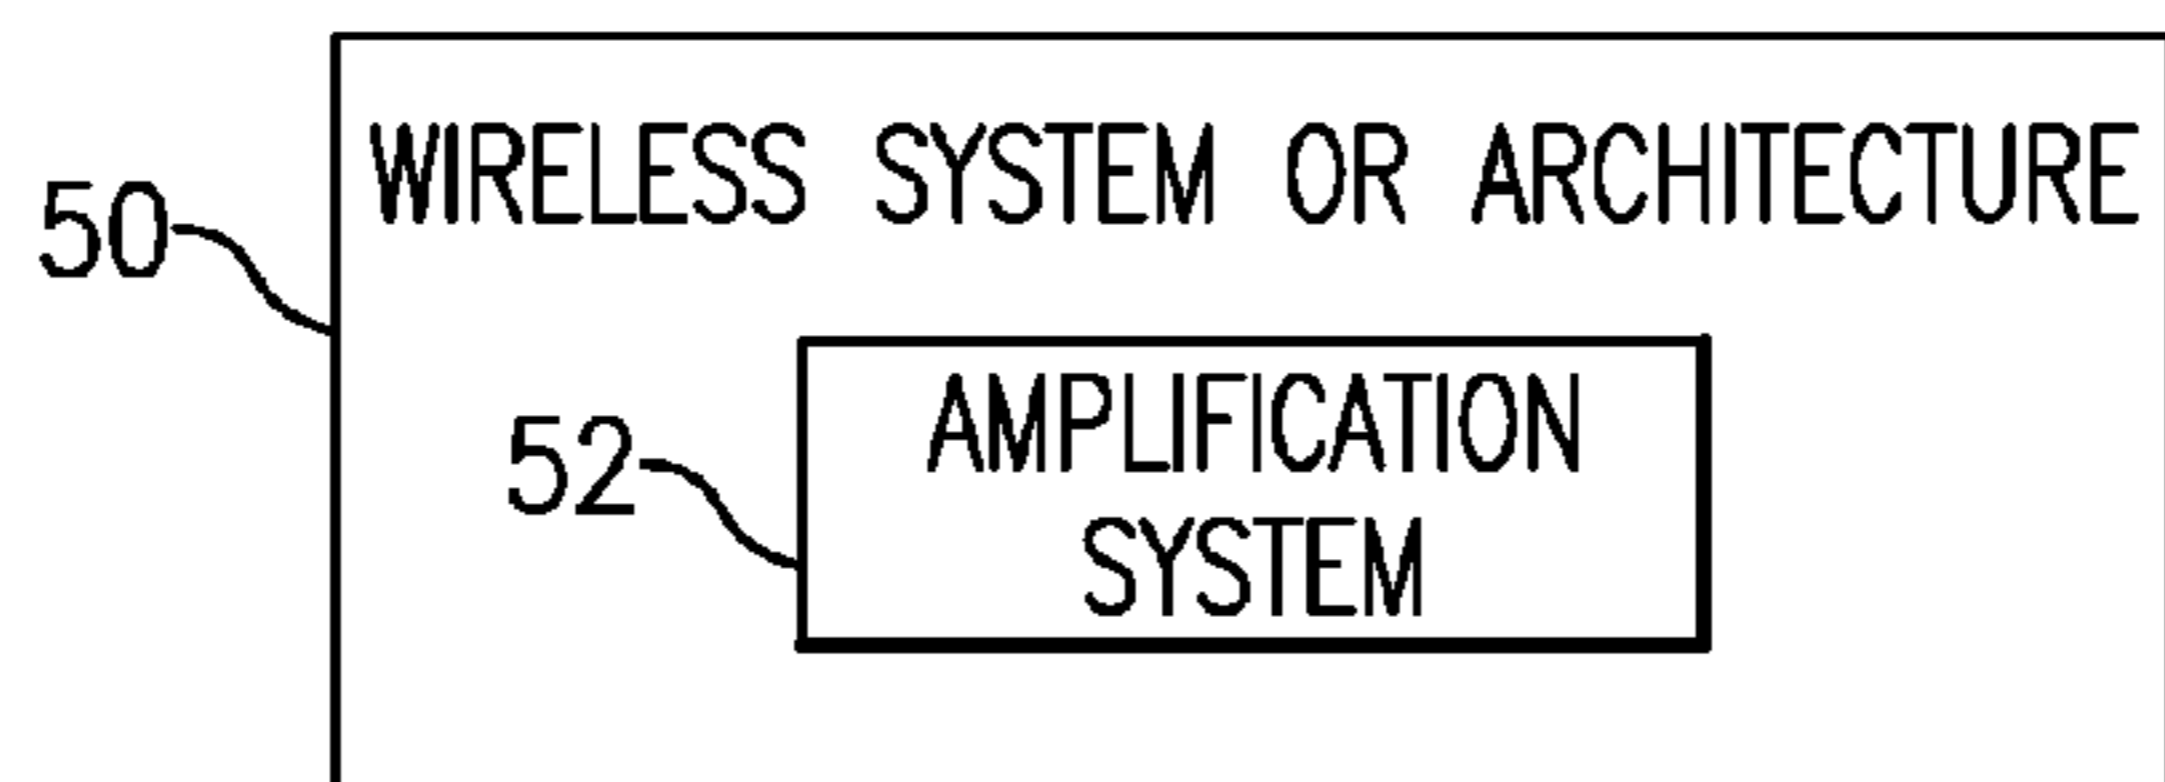 WIRELESS SYSTEM OR ARCHITECTURE
50
AMPLIFICATION
52
SYSTEM